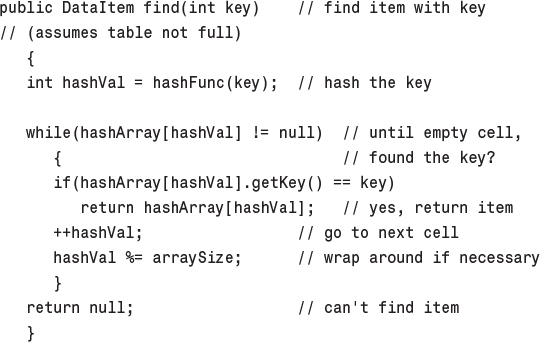 public DataItem find(int key)    // find item with key
// (assumes table not full)
   {
   int hashVal = hashFunc(key);  // hash the key
   while(hashArray[hashVal] != null)  // until empty cell,
      {                               // found the key?
      if(hashArray[hashVal].getKey() == key)
         return hashArray[hashVal];   // yes, return item
      ++hashVal;                 // go to next cell
      hashVal %= arraySize;      // wrap around if necessary
      }
   return null;                  // can't find item
   }